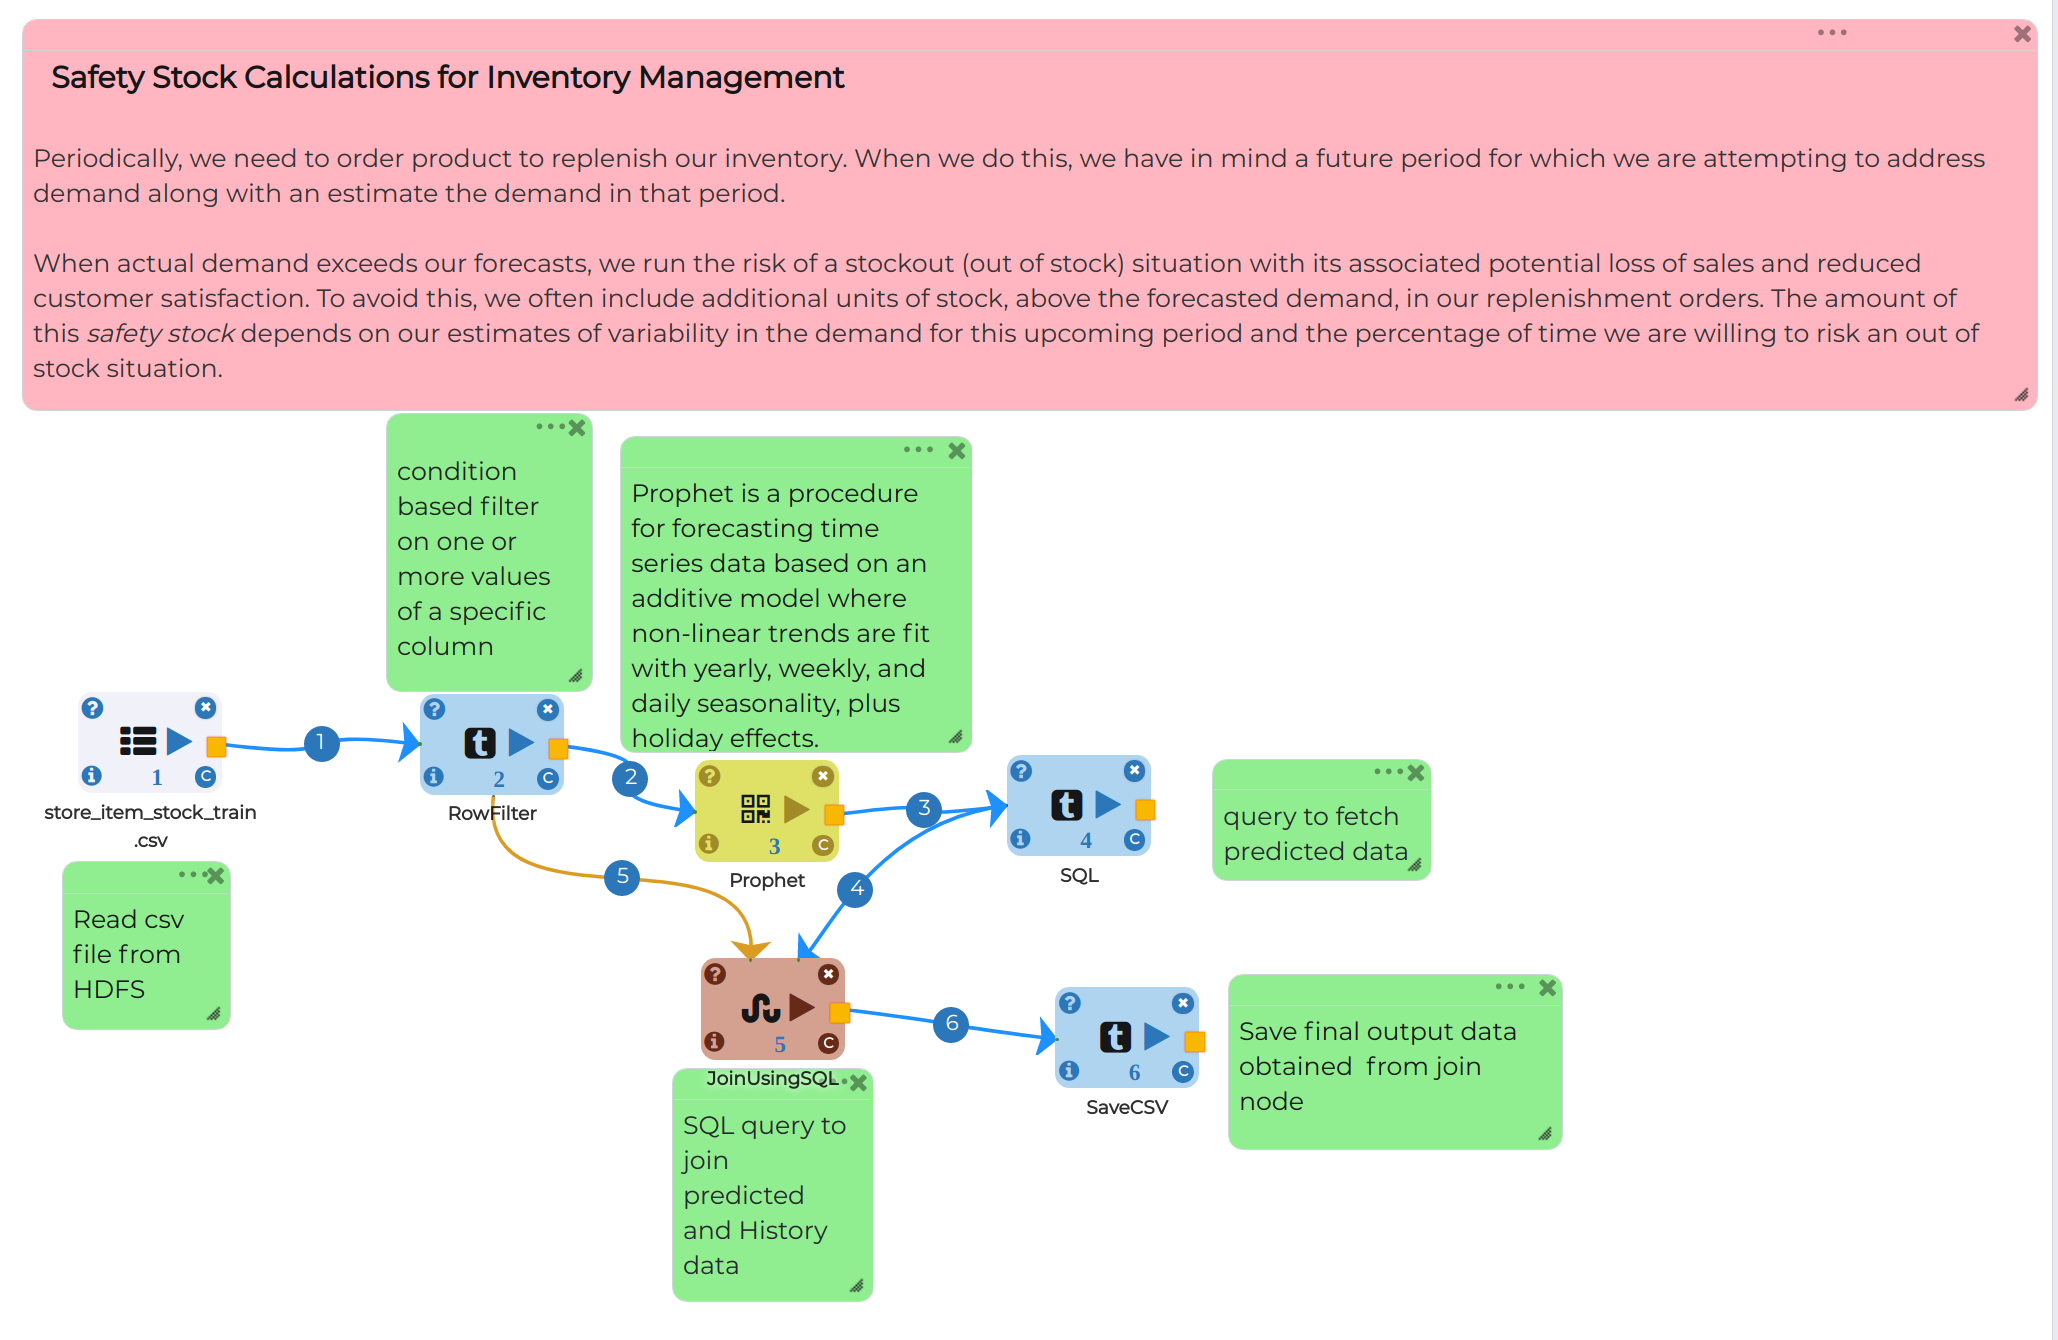 Safety Stock Calculations for Inventory Management
Periodically, we need to order product to replenish our inventory. When we do this, we have in mind a future period for which we are attempting to address
demand along with an estimate the demand in that period.
When actual demand exceeds our forecasts, we run the risk of a stockout (out of stock) situation with its associated potential loss of sales and reduced
customer satisfaction. To avoid this, we often include additional units of stock, above the forecasted demand, in our replenishment orders. The amount of
this safety stock depends on our estimates of variability in the demand for this upcoming period and the percentage of time we are willing to risk an out of
stock situation.
condition
based filter
on one or
more values
of a specific
column
Prophet is a procedure
for forecasting time
series data based on an
additive model where
non-linear trends are fit
with yearly, weekly, and
daily seasonality, plus
holiday effects.
? 
i 1 C
store_item_stock_train
.csv
1
?
t
i 2 C
RowFilter
2
?
i 3 C
Prophet
3
?
t
i 4 C
SQL
query to fetch
predicted data
Read csv
file from
HDFS
5
4
?
i 5 C
JoinUsingSQL
6
?
t
i 6 C
SaveCSV
Save final output data
obtained  from join
node
SQL query to
join
predicted
and History
data